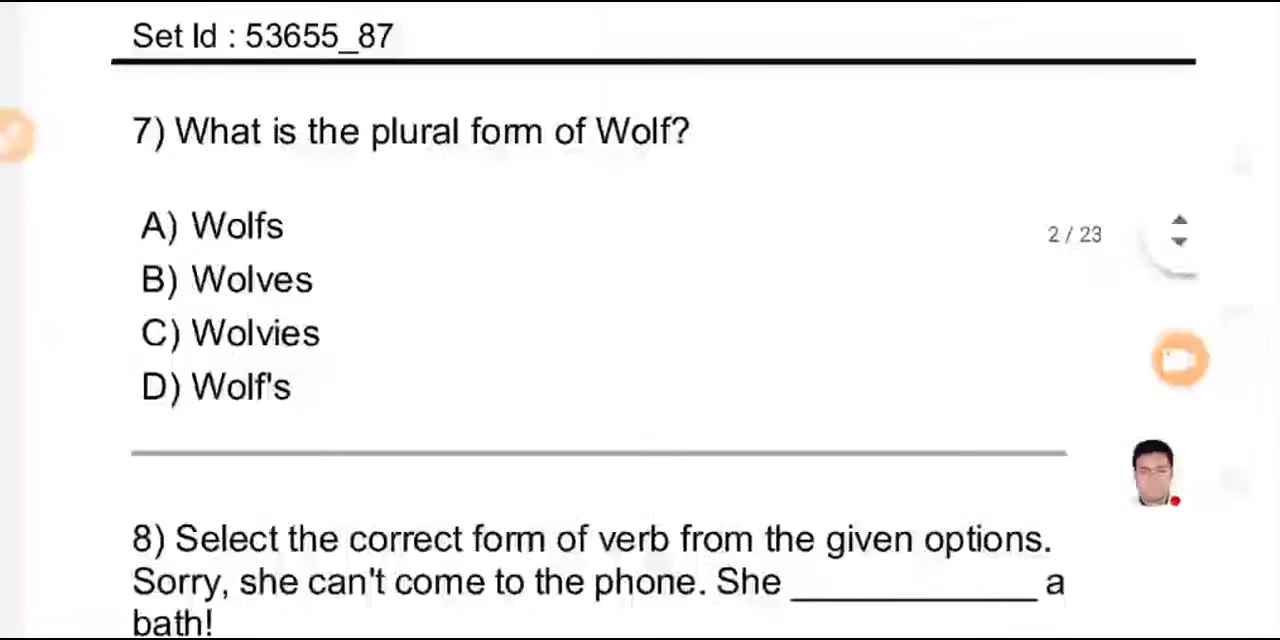 Set Id : 53655_87
7) What is the plural form of Wolf?
A) Wolfs
2 / 23
B) Wolves
C) Wolvies
D) Wolf's
8) Select the correct form of verb from the given options.
Sorry, she can't come to the phone. She _____________ a
bath!